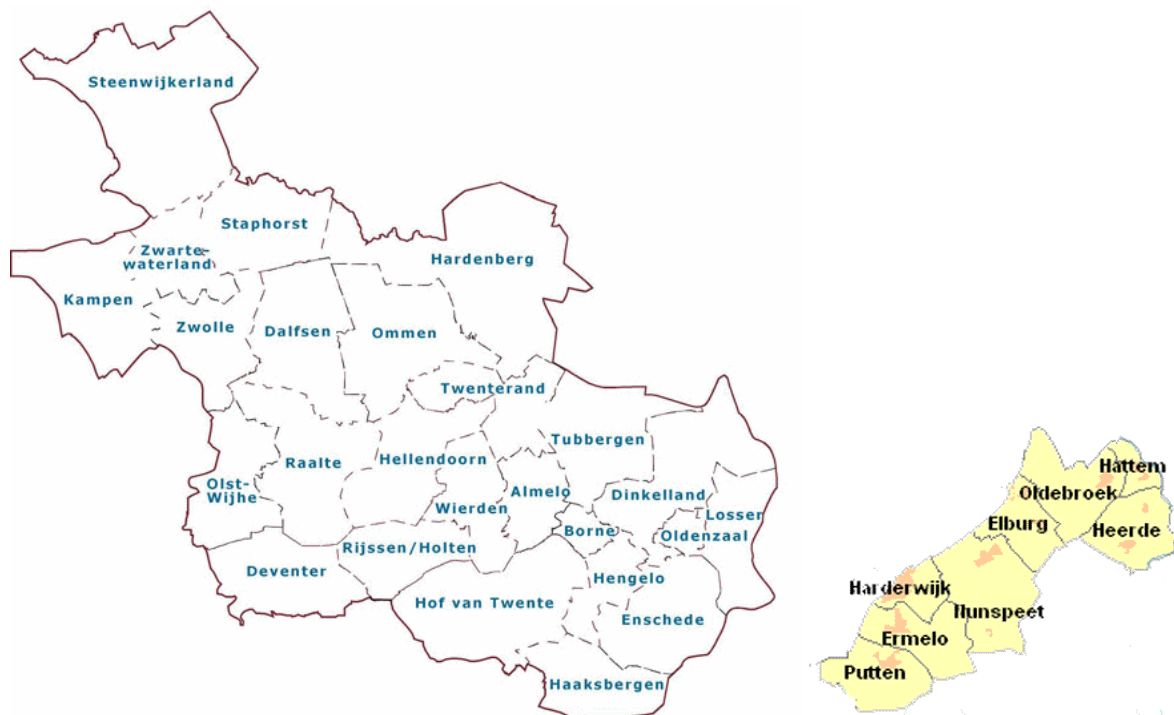 Steenwijkerland
Staphorst
Zwarte-
waterland
Hardenberg
Kampen
Zwolle
Dalfsen
Ommen
Twenterand
Tubbergen
Raalte
Hellendoorn
Olst-
Wijhe
Wierden
Almelo
Dinkelland
Losser
Borne
Oldenzaal
Rijssen/Holten
Deventer
Hengelo
Hof van Twente
Enschede
Haaksbergen
Hattem
Oldebroek
Elburg
Heerde
Harderwijk
Nunspeet
Ermelo
Putten